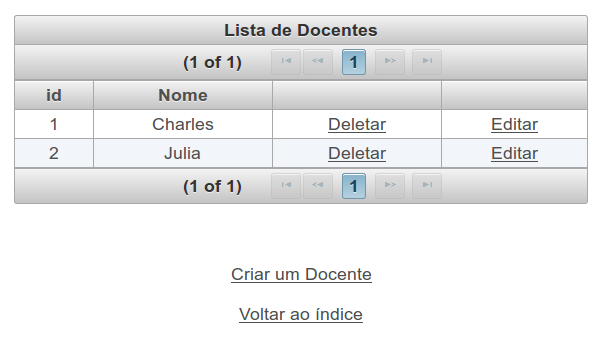 Lista de Docentes
(1 of 1) 1
id Nome
1 Charles Deletar Editar
2 Julia Deletar Editar
(1 of 1) 1
Criar um Docente
Voltar ao índice